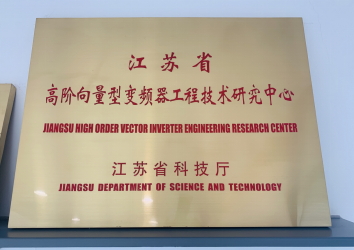 江苏省
高阶向量型变频器工程技术研究中心
JIANGSU HIGH ORDER VECTOR INVERTER ENGINEERING RESEARCH CENTER
江苏省科技厅
JIANGSU DEPARTMENT OF SCIENCE AND TECHNOLOGY